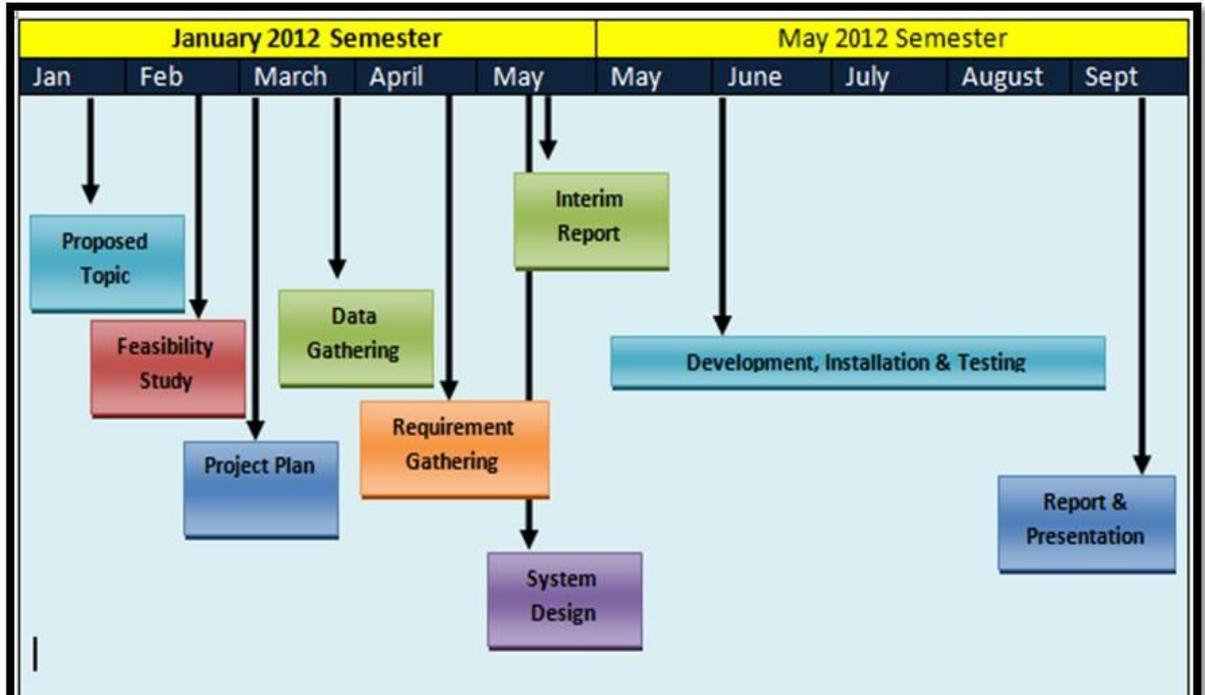 January 2012 Semester
May 2012 Semester
Jan
Feb
March
April
May
May
June
July
August
Sept
Interim
Report
Proposed
Topic
Data
Gathering
Feasibility
Study
Development, Installation & Testing
Requirement
Gathering
Project Plan
Report &
Presentation
System
Design